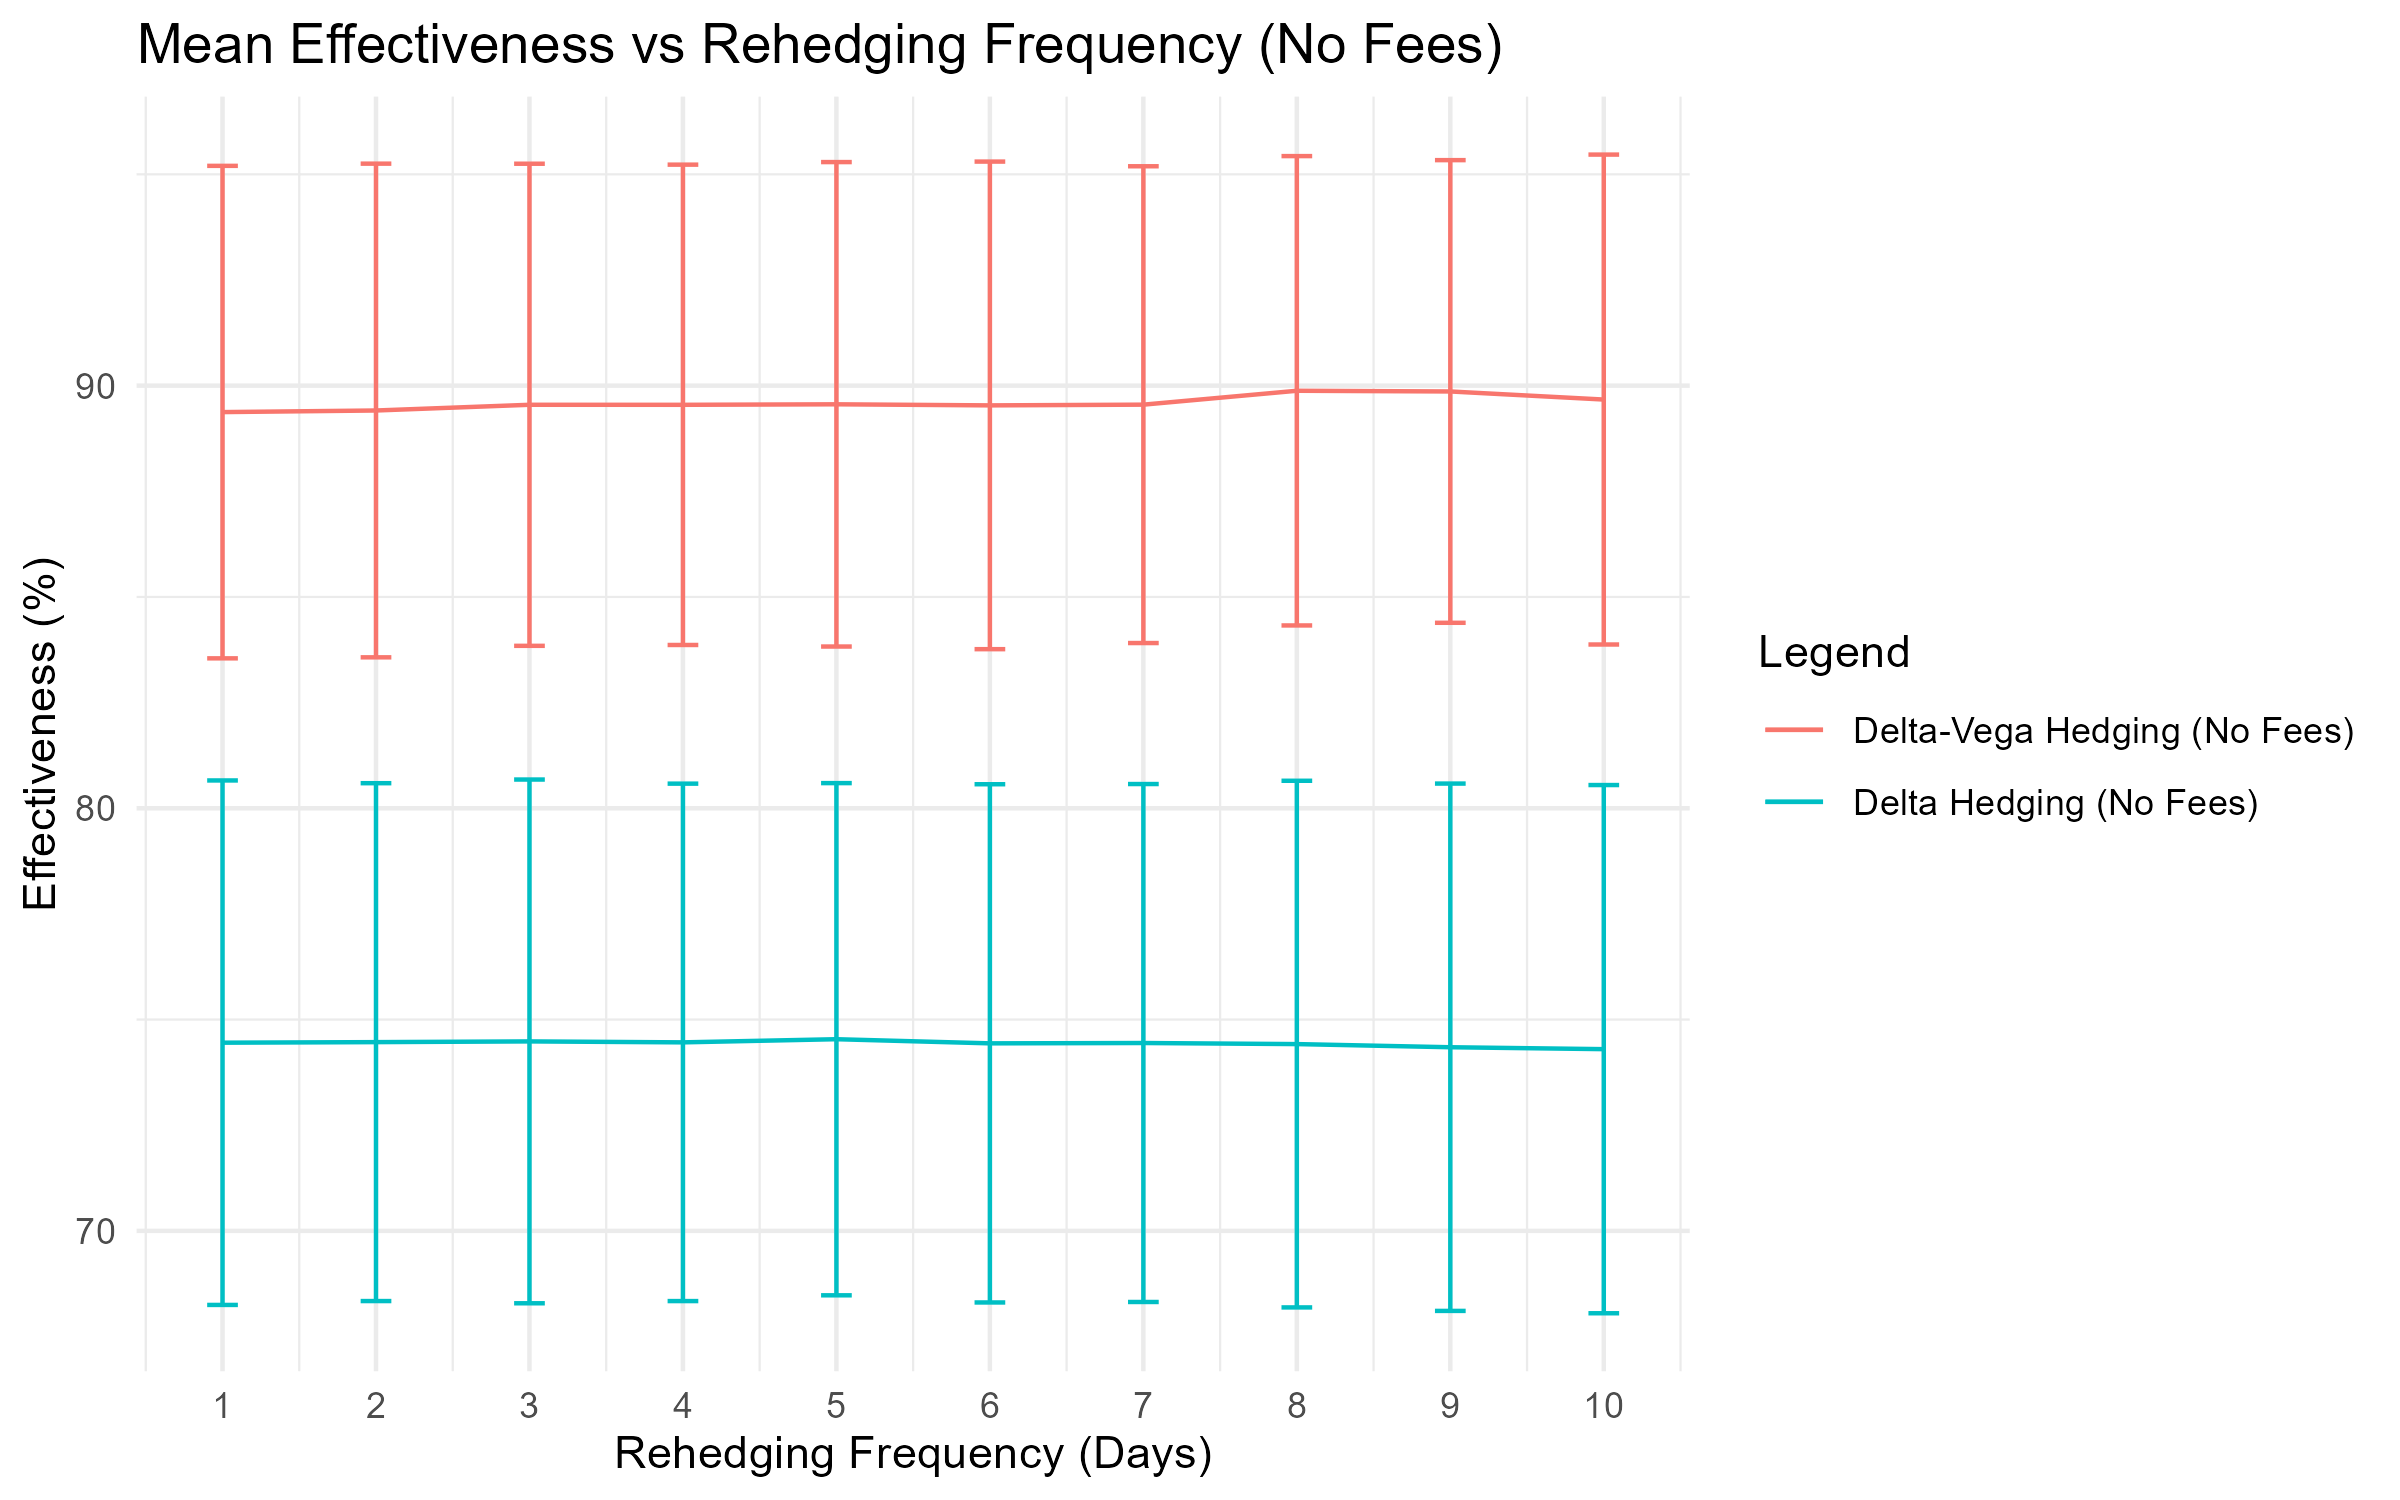 Mean Effectiveness vs Rehedging Frequency (No Fees)
90
80
70
Effectiveness (%)
1 2 3 4 5 6 7 8 9 10
Rehedging Frequency (Days)
Legend
Delta-Vega Hedging (No Fees)
Delta Hedging (No Fees)